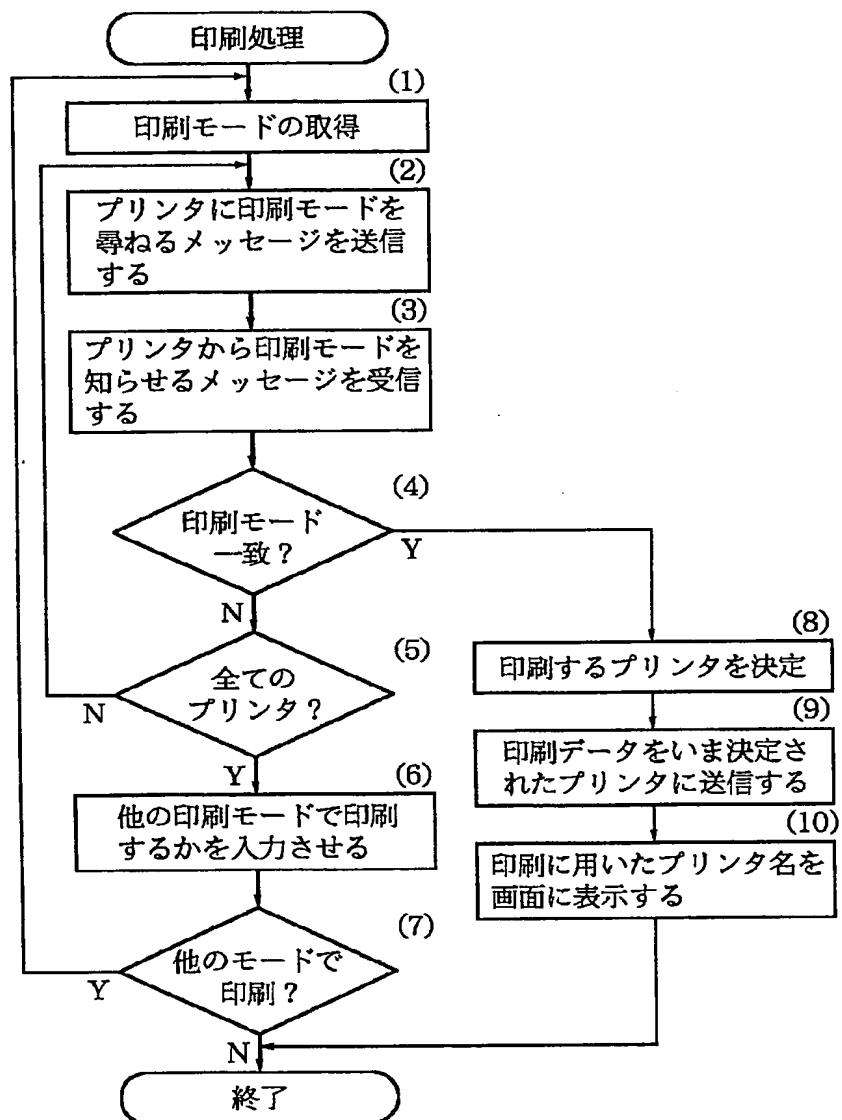 印刷処理
(1)
印刷モードの取得
(2)
プリンタに印刷モードを
尋ねるメッセージを送信
する
(3)
プリンタから印刷モードを
知らせるメッセージを受信
する
(4)
印刷モード
一致?
Y
N
(5)
全ての
プリンタ?
N
Y
(6)
他の印刷モードで印刷
するかを入力させる
(7)
他のモードで
印刷?
Y
N
(8)
印刷するプリンタを決定
(9)
印刷データをいま決定さ
れたプリンタに送信する
(10)
印刷に用いたプリンタ名を
画面に表示する
終了